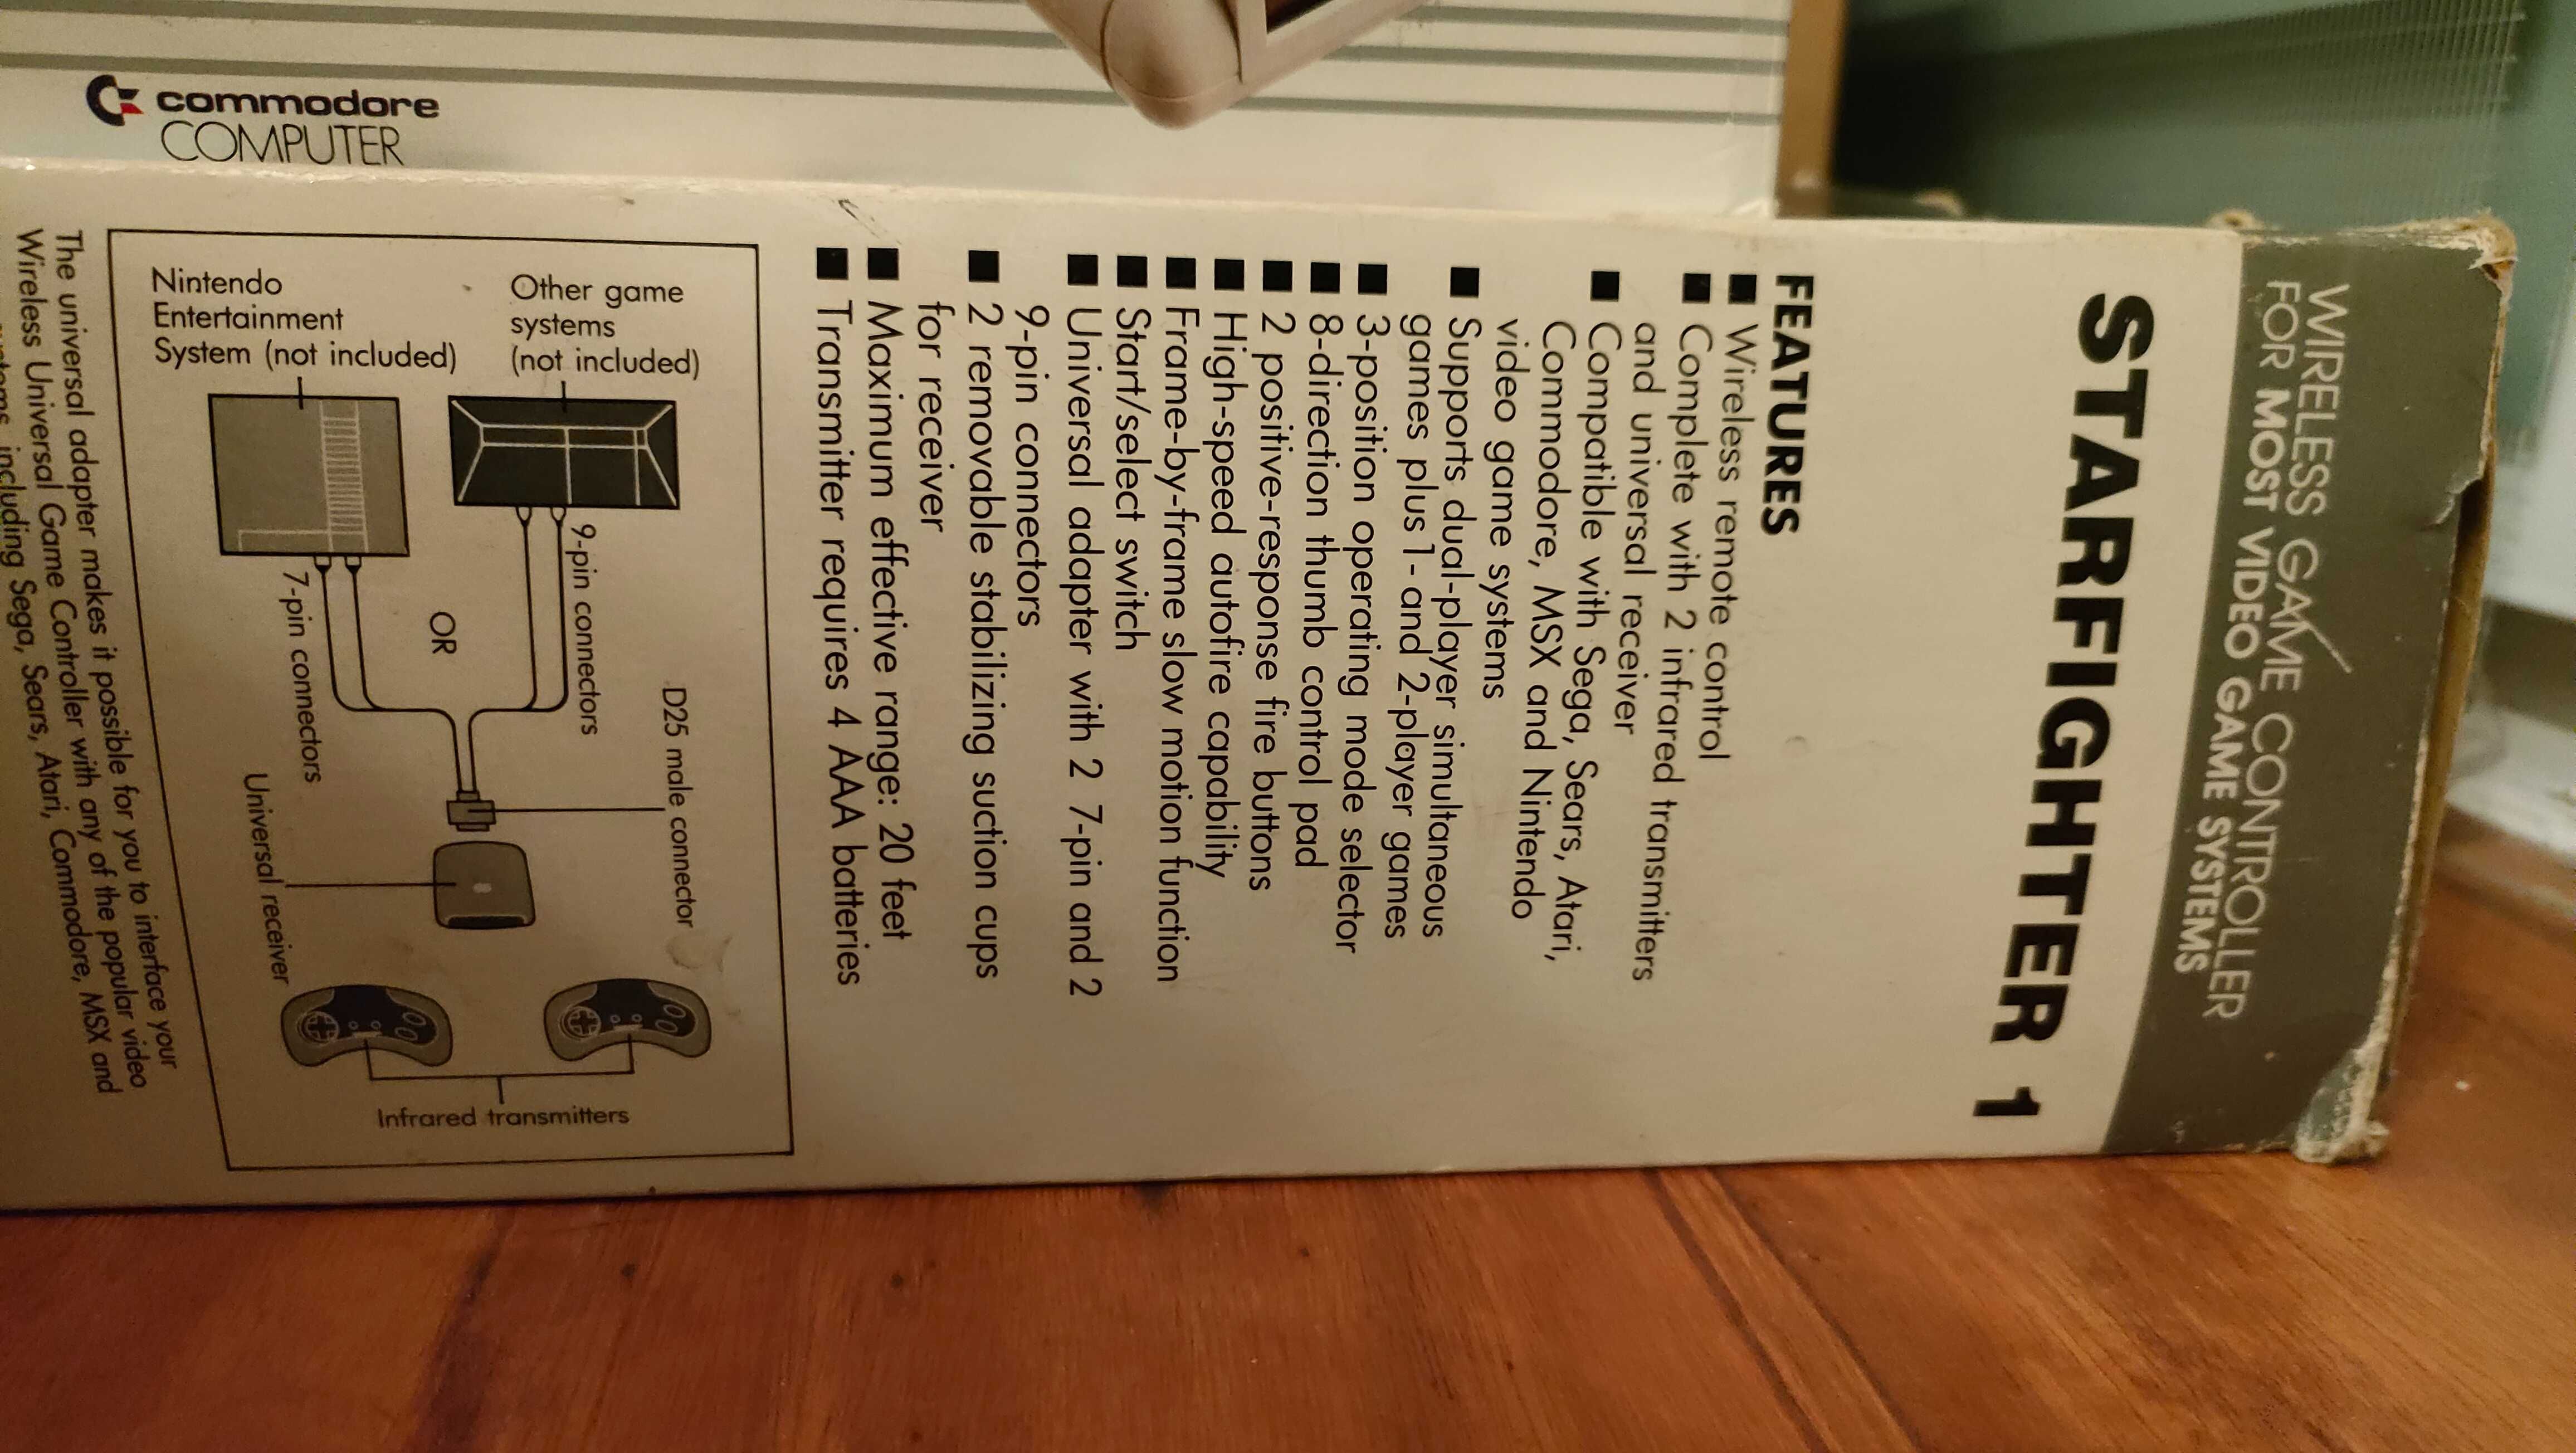 commodore
COMPUTER
WIRELESS GAME CONTROLLER
FOR MOST VIDEO GAME SYSTEMS
STARFIGHTER 1
FEATURES
■ Wireless remote control
■ Complete with 2 infrared transmitters
and universal receiver
■ Compatible with Sega, Sears, Atari,
Commodore, MSX and Nintendo
video game systems
■ Supports dual-player simultaneous
games plus 1- and 2-player games
■ 3-position operating mode selector
■ 8-direction thumb control pad
■ 2 positive-response fire buttons
■ High-speed autofire capability
■ Frame-by-frame slow motion function
■ Start/select switch
■ Universal adapter with 2 7-pin and 2
9-pin connectors
■ 2 removable stabilizing suction cups
for receiver
■ Maximum effective range: 20 feet
■ Transmitter requires 4 AAA batteries
Other game
systems
(not included)
9-pin connectors
D25 male connector
OR
Nintendo
Entertainment
System (not included)
7-pin connectors
Universal receiver
Infrared transmitters
The universal adapter makes it possible for you to interface your
Wireless Universal Game Controller with any of the popular video
including Sega, Sears, Atari, Commodore, MSX and